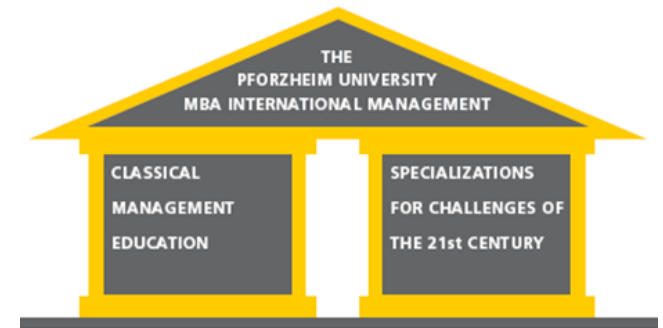 THE
PFORZHEIM UNIVERSITY
MBA INTERNATIONAL MANAGEMENT
CLASSICAL
MANAGEMENT
EDUCATION
SPECIALIZATIONS
FOR CHALLENGES OF
THE 21st CENTURY